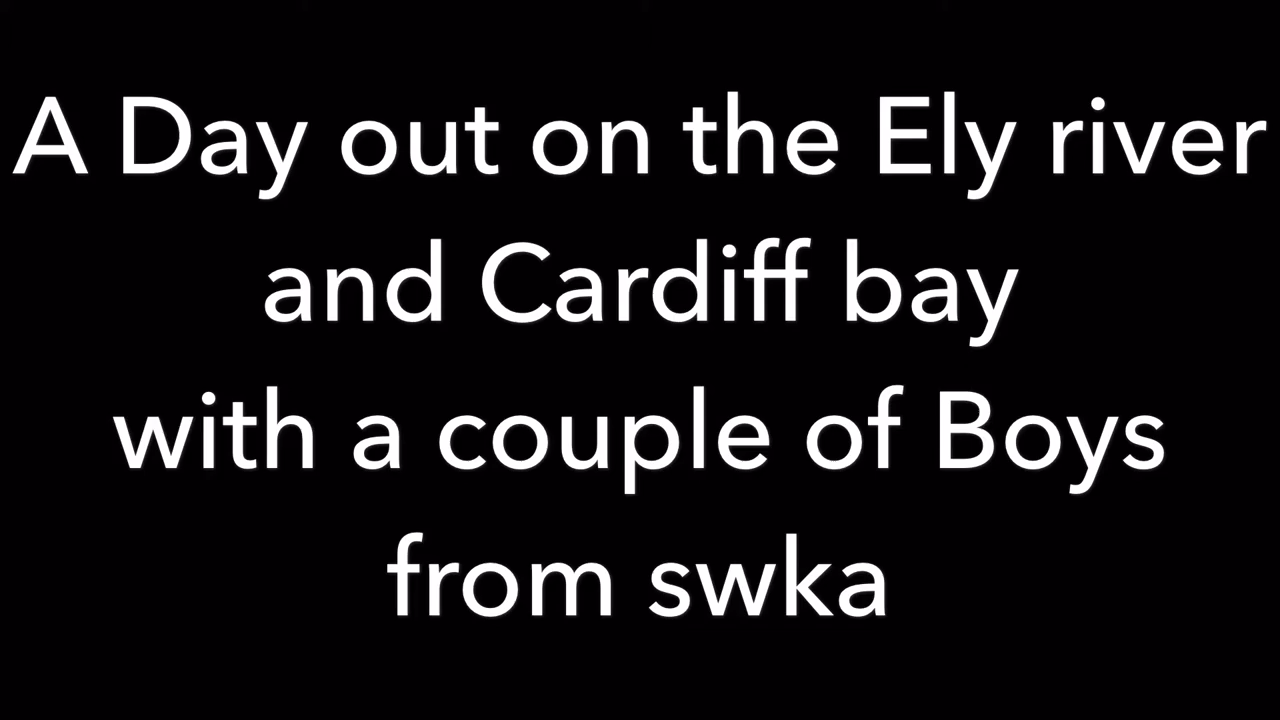 A Day out on the Ely river
and Cardiff bay
with a couple of Boys
from swka